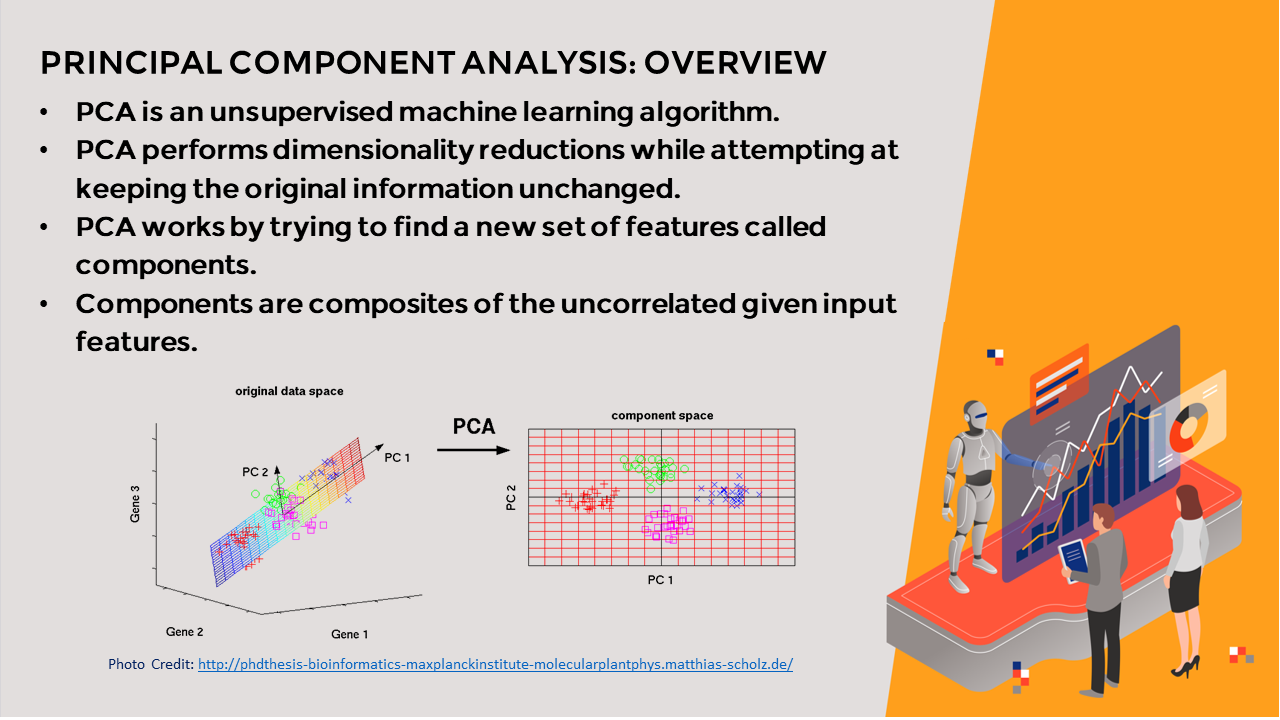 PRINCIPAL COMPONENT ANALYSIS: OVERVIEW
• PCA is an unsupervised machine learning algorithm.
• PCA performs dimensionality reductions while attempting at
keeping the original information unchanged.
• PCA works by trying to find a new set of features called
components.
• Components are composites of the uncorrelated given input
features.
original data space
PC 1
PC 2
Gene 3
Gene 2
Gene 1
PCA
component space
PC 2
PC 1
Photo Credit: http://phdthesis-bioinformatics-maxplanckinstitute-molecularplantphys.matthias-scholz.de/